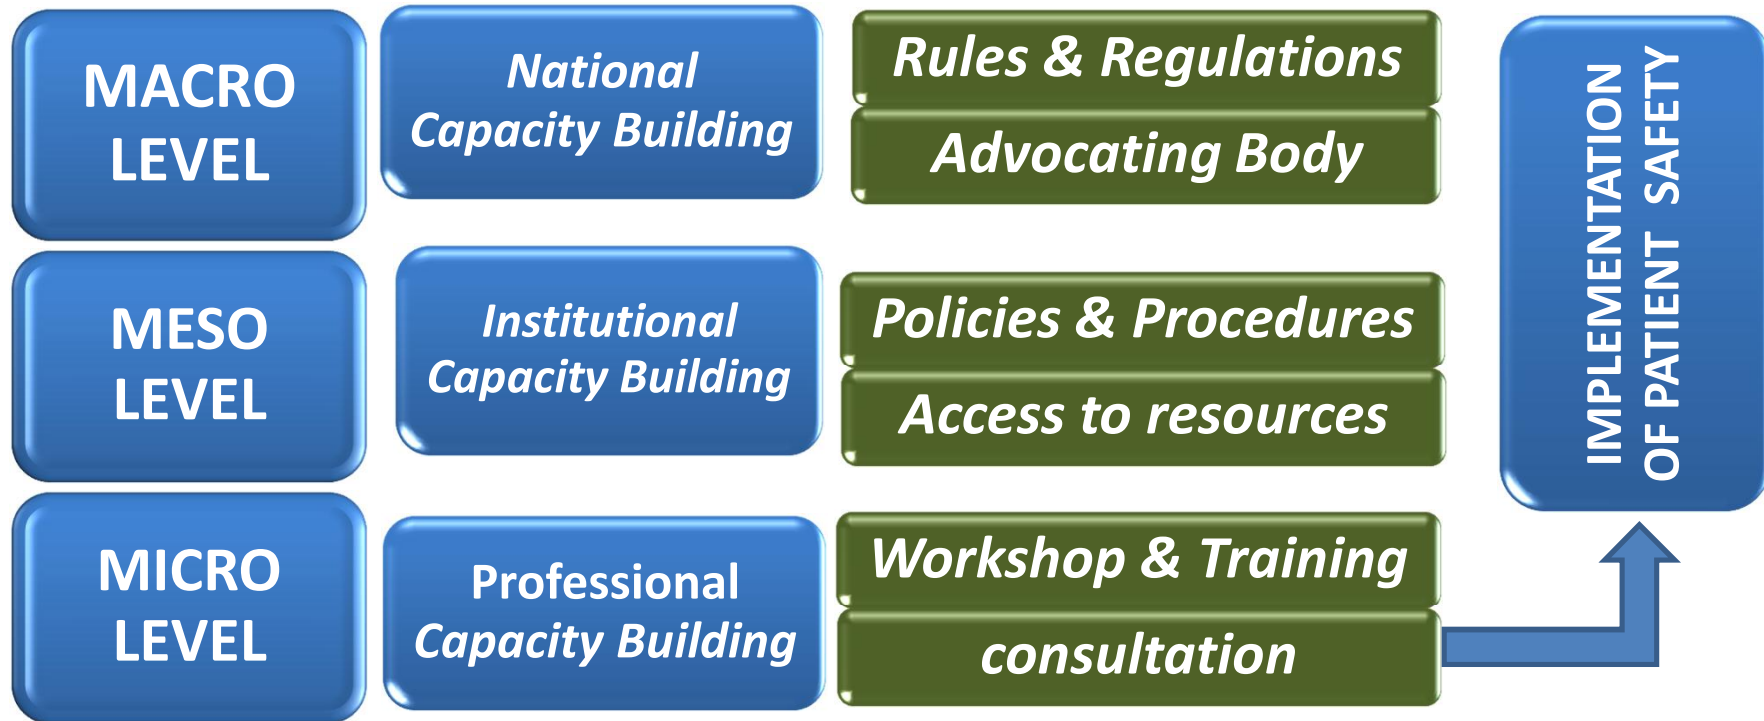 MACRO
LEVEL
National
Capacity Building
Rules & Regulations
Advocating Body
MESO
LEVEL
Institutional
Capacity Building
Policies & Procedures
Access to resources
MICRO
LEVEL
Professional
Capacity Building
Workshop & Training
consultation
IMPLEMENTATION
OF PATIENT SAFETY